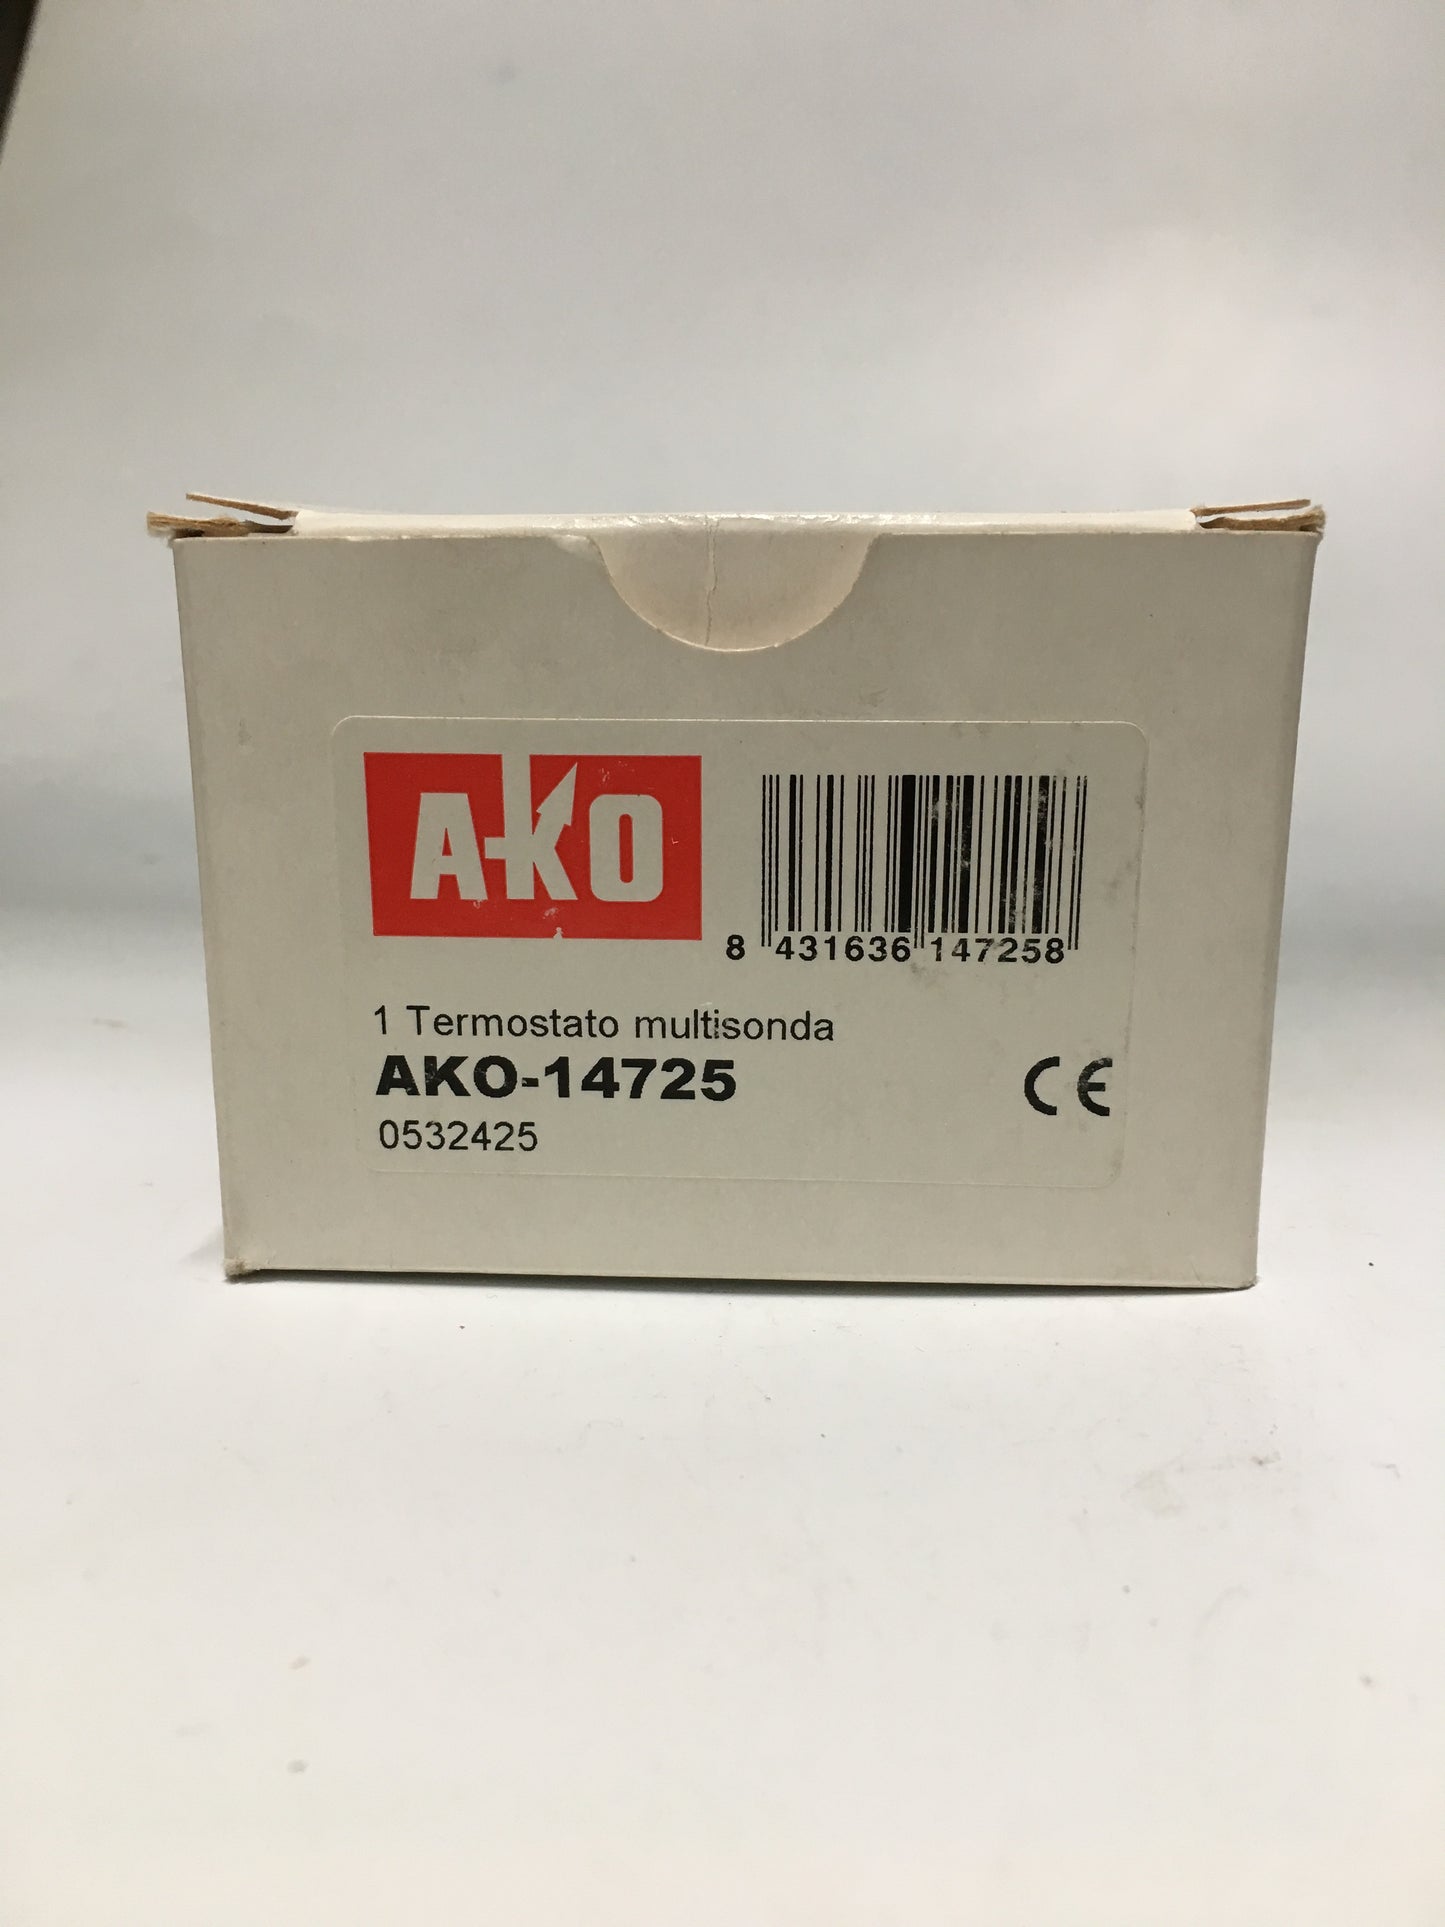 AKO
8 431636 147258
1 Termostato multisonda
AKO-14725
CE
0532425